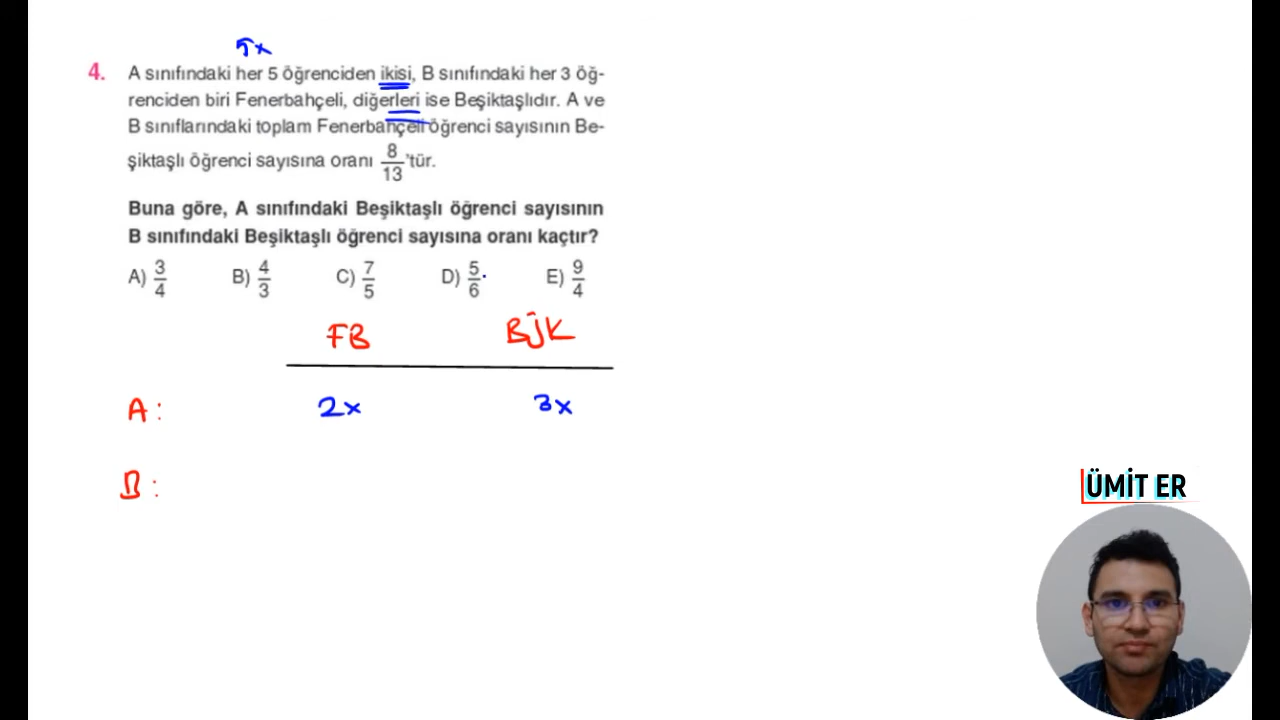 5x
4. A sınıfındaki her 5 öğrenciden ikisi, B sınıfındaki her 3 öğ-
renciden biri Fenerbahçeli, diğerleri ise Beşiktaşlıdır. A ve
B sınıflarındaki toplam Fenerbahçeli öğrenci sayısının Be-
şiktaşlı öğrenci sayısına oranı 8/13'tür.
Buna göre, A sınıfındaki Beşiktaşlı öğrenci sayısının
B sınıfındaki Beşiktaşlı öğrenci sayısına oranı kaçtır?
A) 3/4 B) 4/3 C) 7/5 D) 5/6 E) 9/4
FB BJK
A: 2x 3x
B:
ÜMİT ER